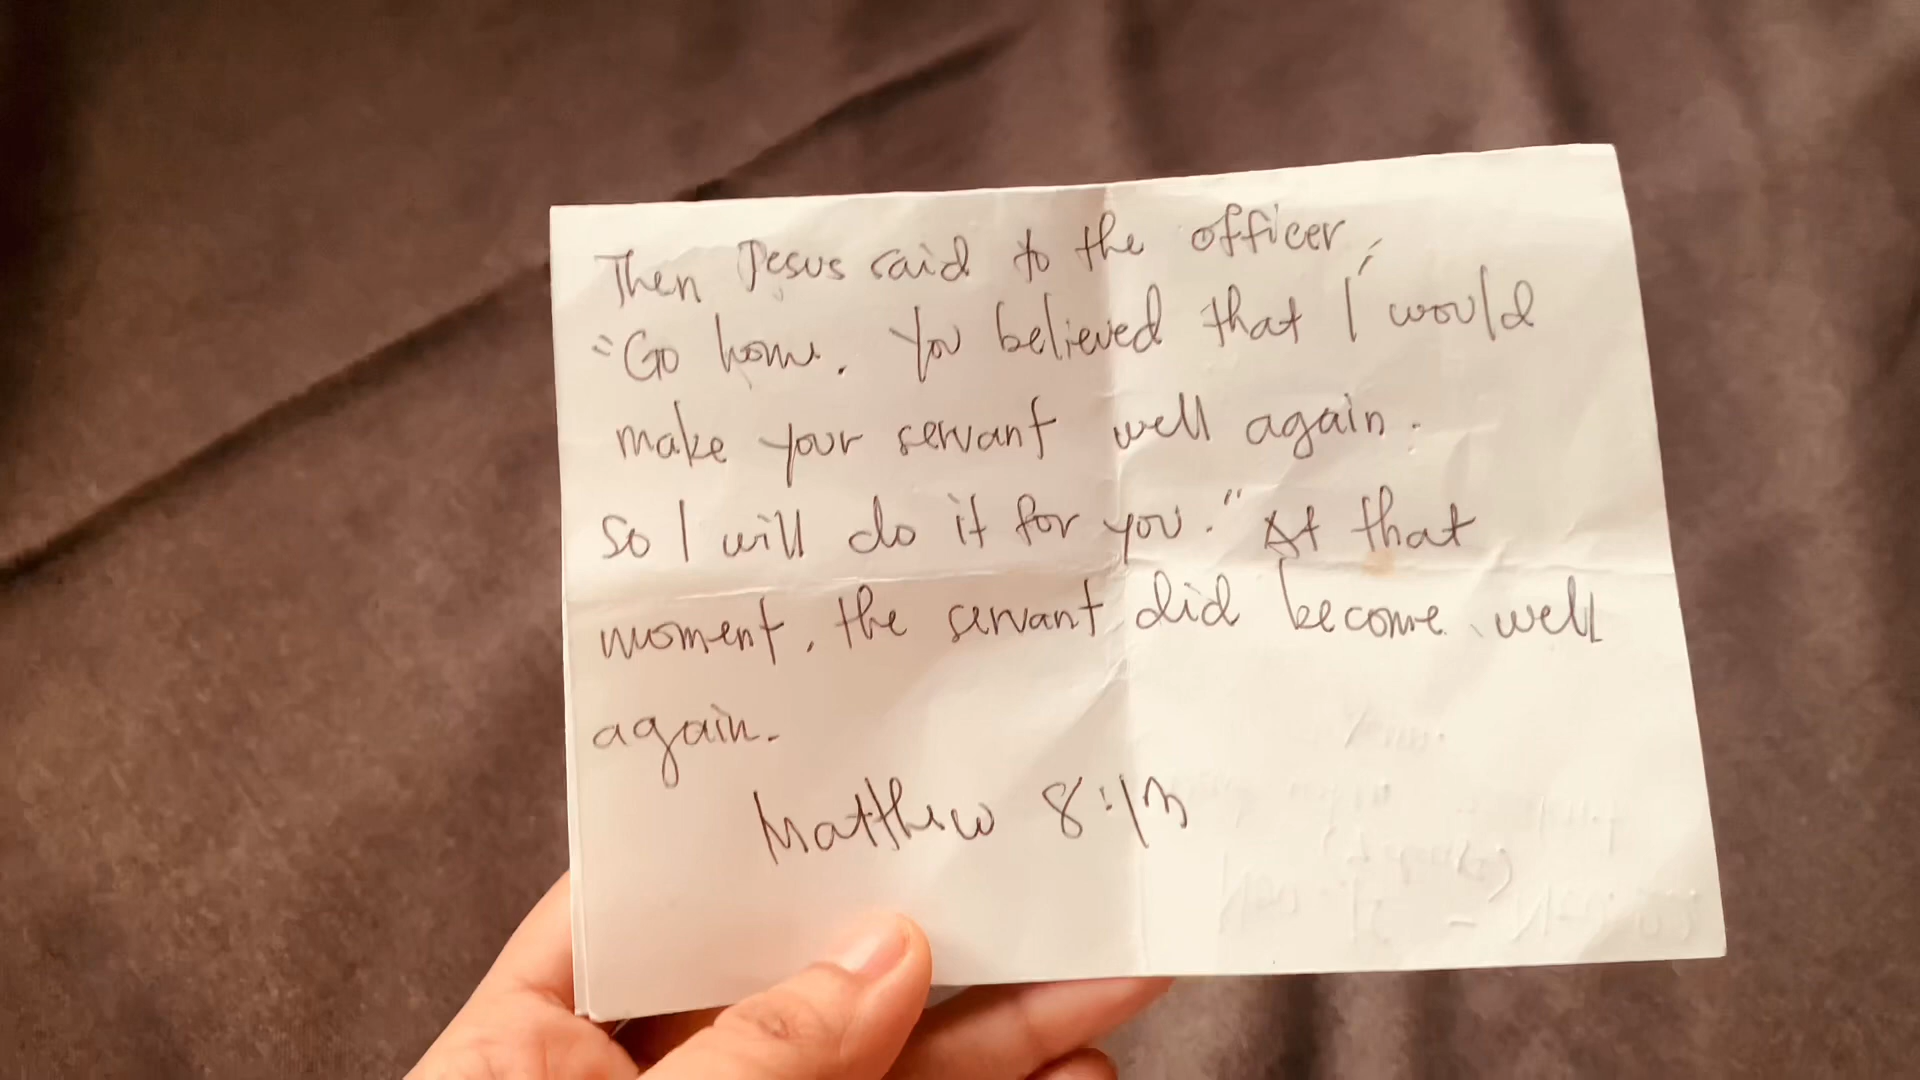 Then Jesus said to the officer,
"Go home. You believed that I would
make your servant well again.
So I will do it for you." At that
moment, the servant did become well
again.
Matthew 8:13